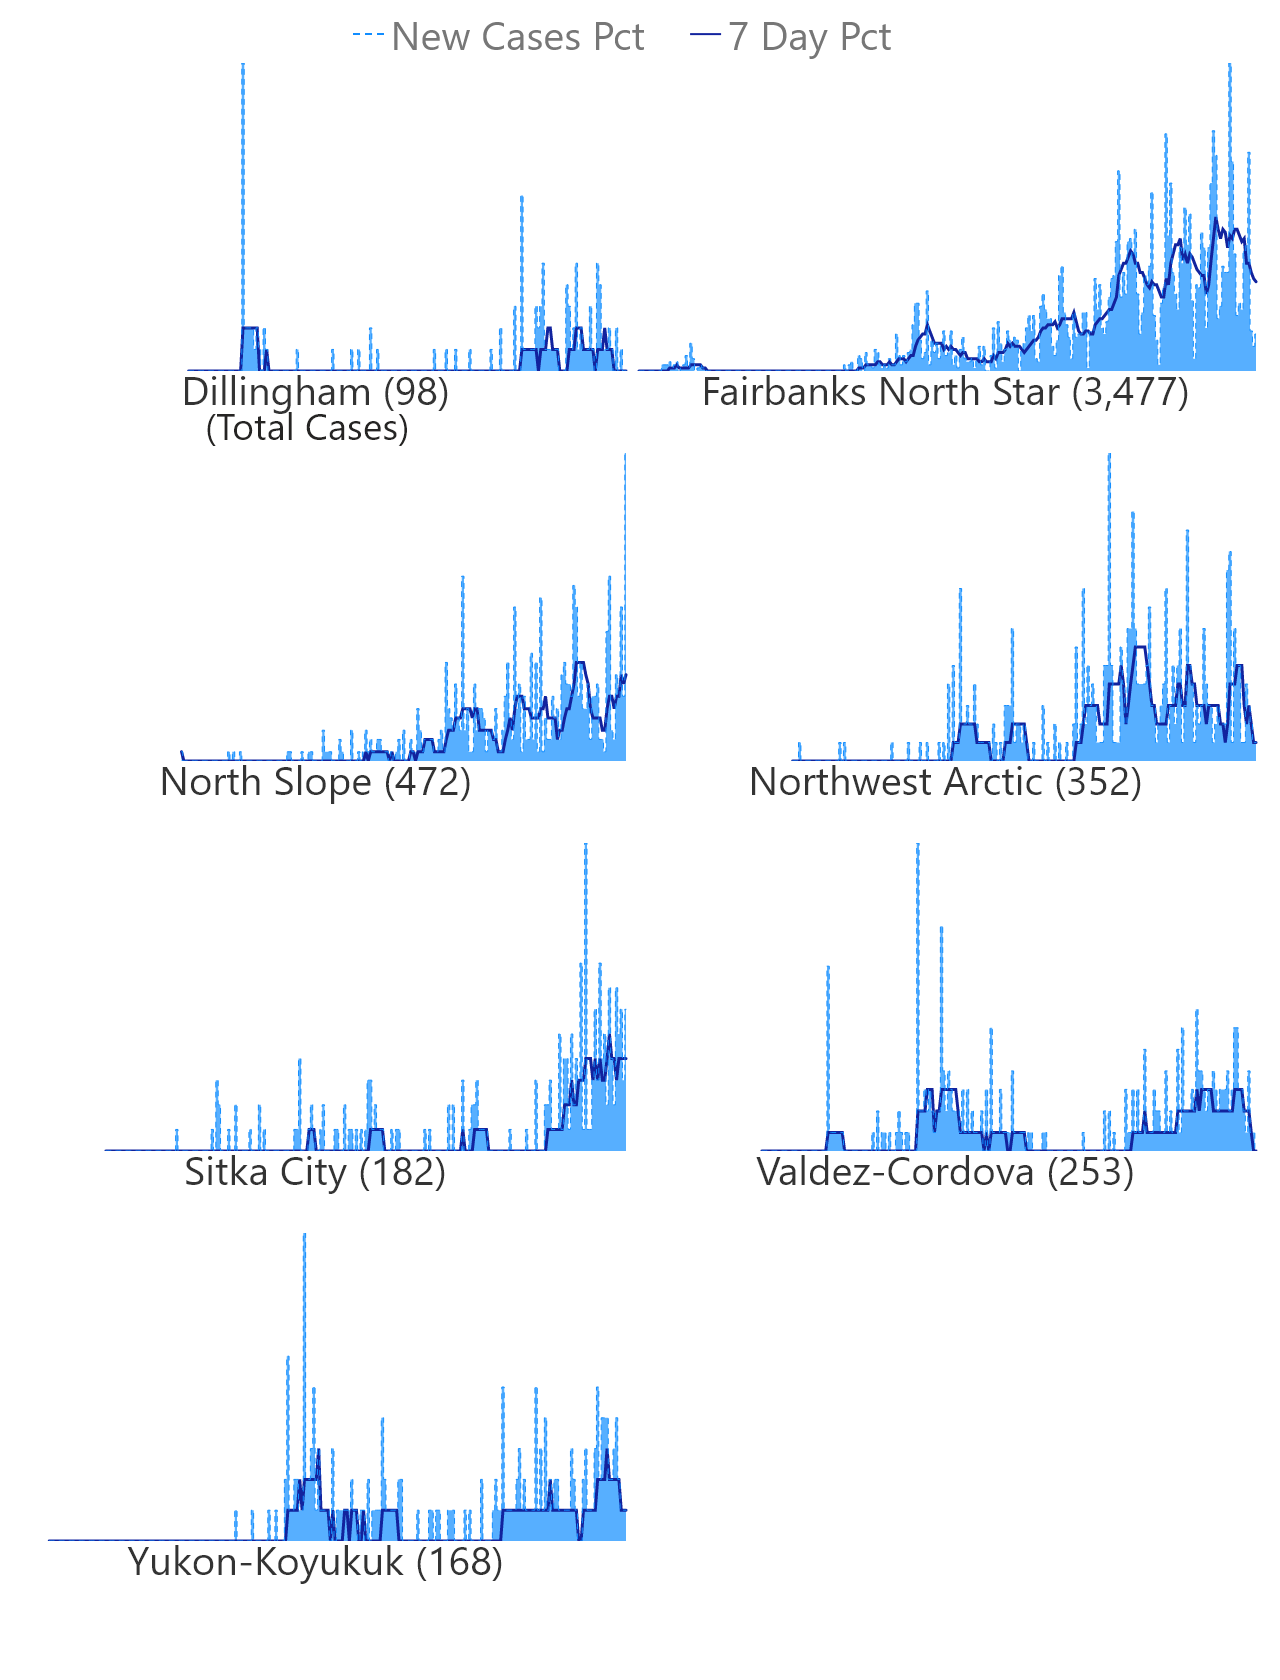 New Cases Pct 7 Day Pct
Dillingham (98)
(Total Cases)
Fairbanks North Star (3,477)
North Slope (472)
Northwest Arctic (352)
Sitka City (182)
Valdez-Cordova (253)
Yukon-Koyukuk (168)